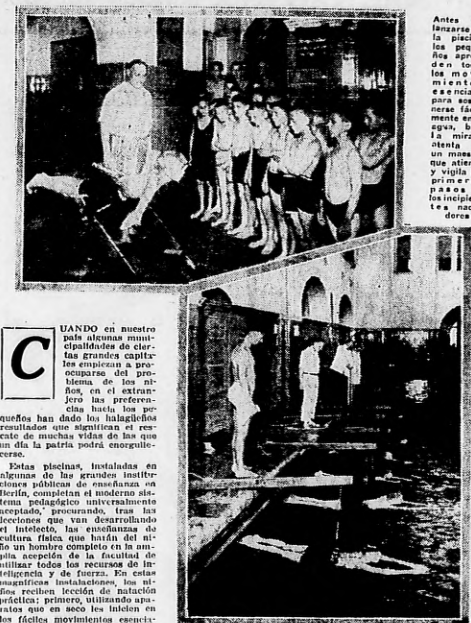 Antes
lanzarse
la pisci
los peq
ños apr
den to
los mo
mient
esencia
para sos
nerse fác
mente en
agua, b
la mira
atenta
un maes
que atien
y vigila
primer
pasos
los incipie
tes nad
dores
CUANDO en nuestro
país algunas muni-
cipalidades de cier-
tas grandes capita-
les empiezan a pre-
ocuparse del pro-
blema de los ni-
ños, en el extran-
jero las preferen-
cias hacia los pe-
queños han dado los halagüeños
resultados que significan el res-
cate de muchas vidas de las que
un día la patria podrá enorgulle-
cerse.
Estas piscinas, instaladas en
algunas de las grandes institu-
ciones públicas de enseñanza en
Berlín, completan el moderno sis-
tema pedagógico universalmente
aceptado, procurando, tras las
lecciones que van desarrollando
el intelecto, las enseñanzas de
cultura física que harán del ni-
ño un hombre completo en la am-
plia acepción de la facultad de
utilizar todos los recursos de in-
teligencia y de fuerza. En estas
magníficas instalaciones, los ni-
ños reciben lección de natación
práctica; primero, utilizando apa-
ratos que en seco les inicien en
los fáciles movimientos esencia-